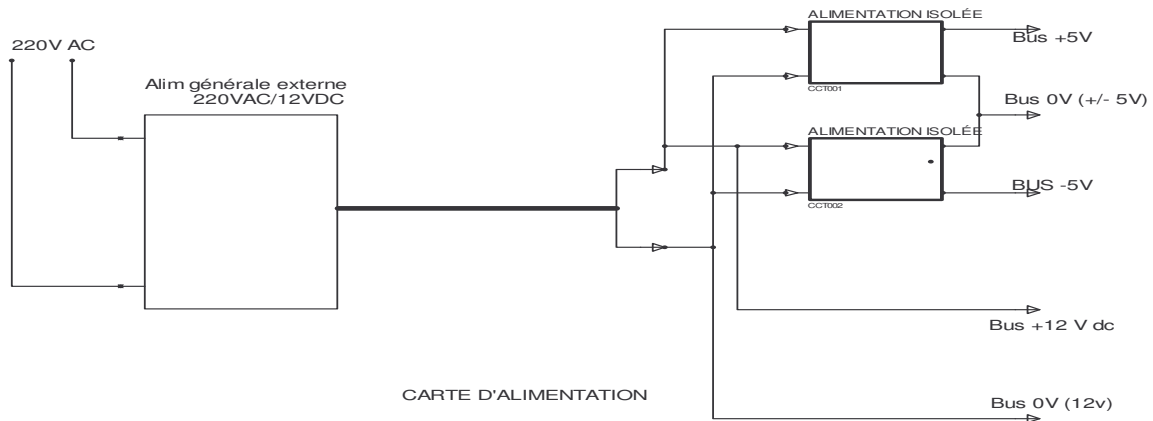 ALIMENTATION ISOLÉE
220V AC
Bus +5V
Alim générale externe
220VAC/12VDC
CCT001
Bus 0V (+/- 5V)
ALIMENTATION ISOLÉE
BUS -5V
CCT002
Bus +12 V dc
CARTE D'ALIMENTATION
Bus 0V (12v)